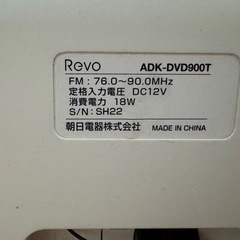 Revo ADK-DVD900T
FM : 76.0～90.0MHz
定格入力電圧 DC12V
消費電力 18W
S/N: SH22
朝日電器株式会社 MADE IN CHINA